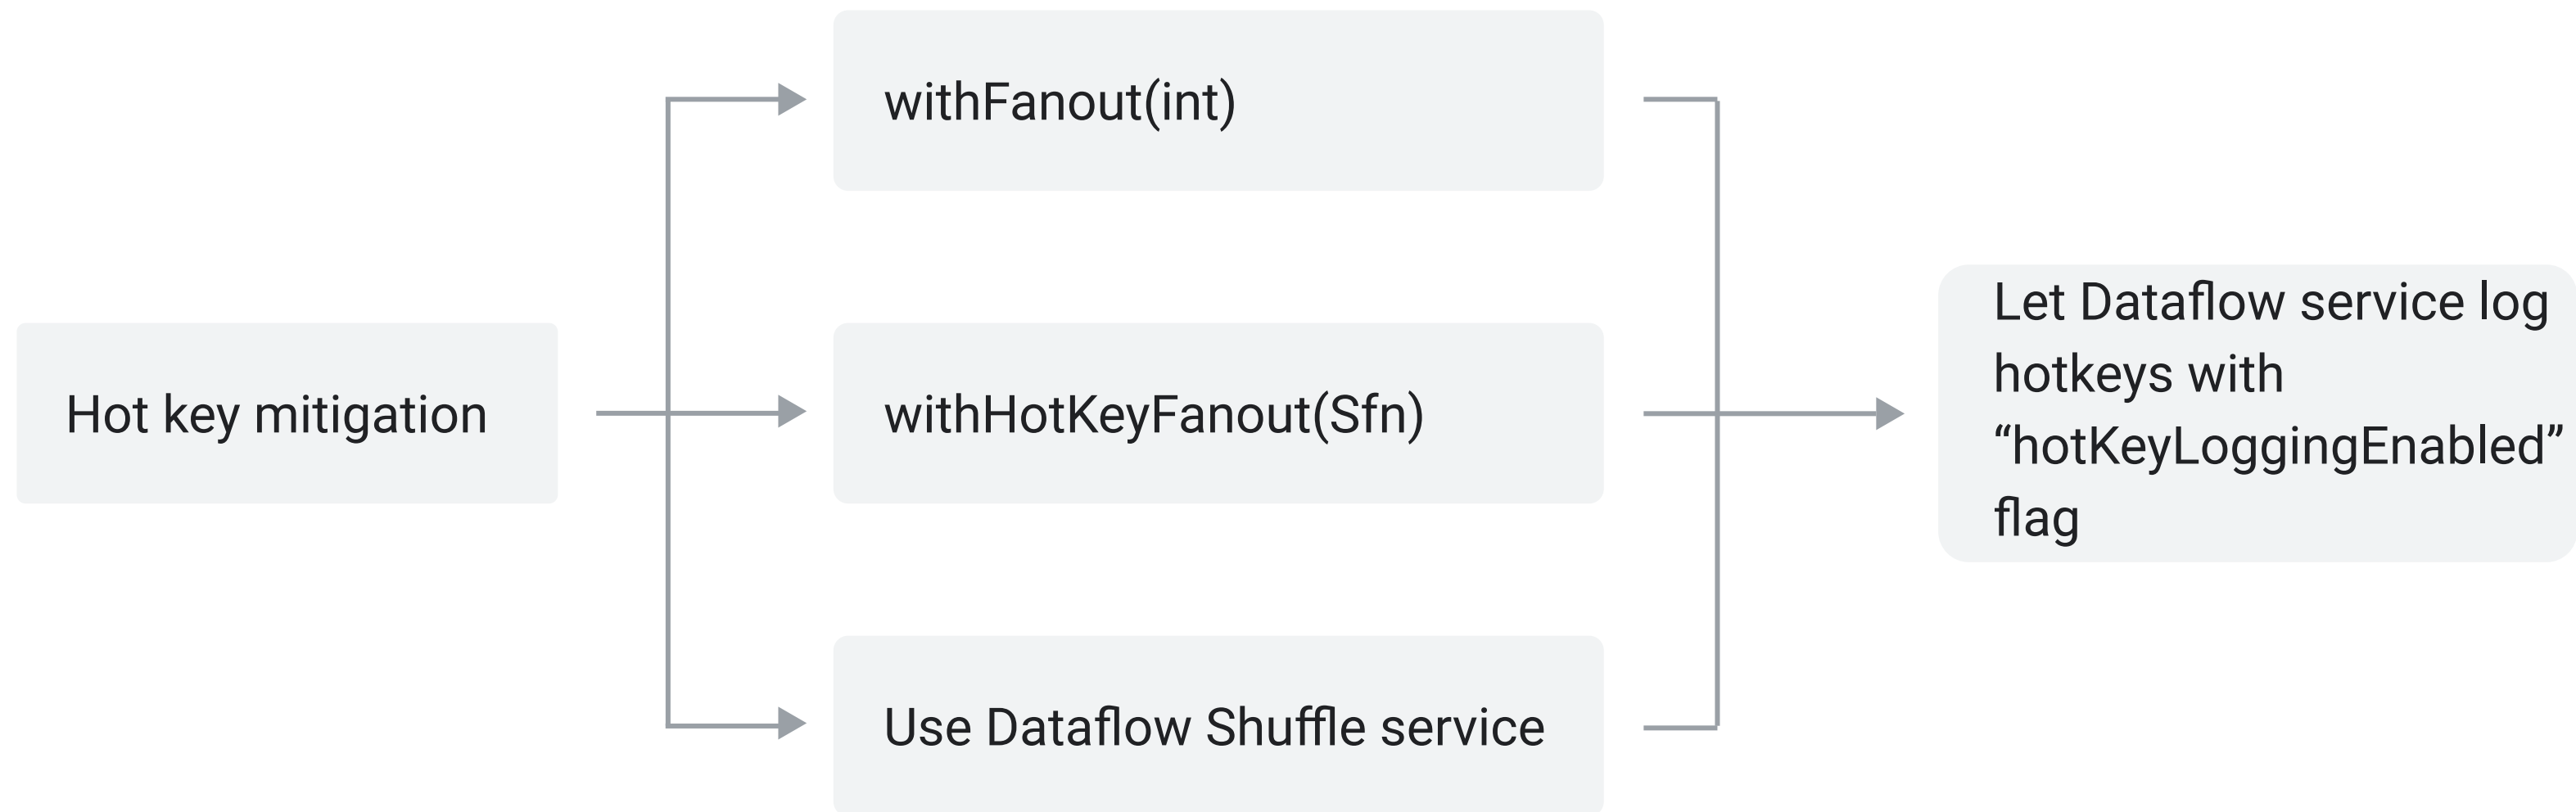 Hot key mitigation
withFanout(int)
withHotKeyFanout(Sfn)
Use Dataflow Shuffle service
Let Dataflow service log
hotkeys with
“hotKeyLoggingEnabled”
flag